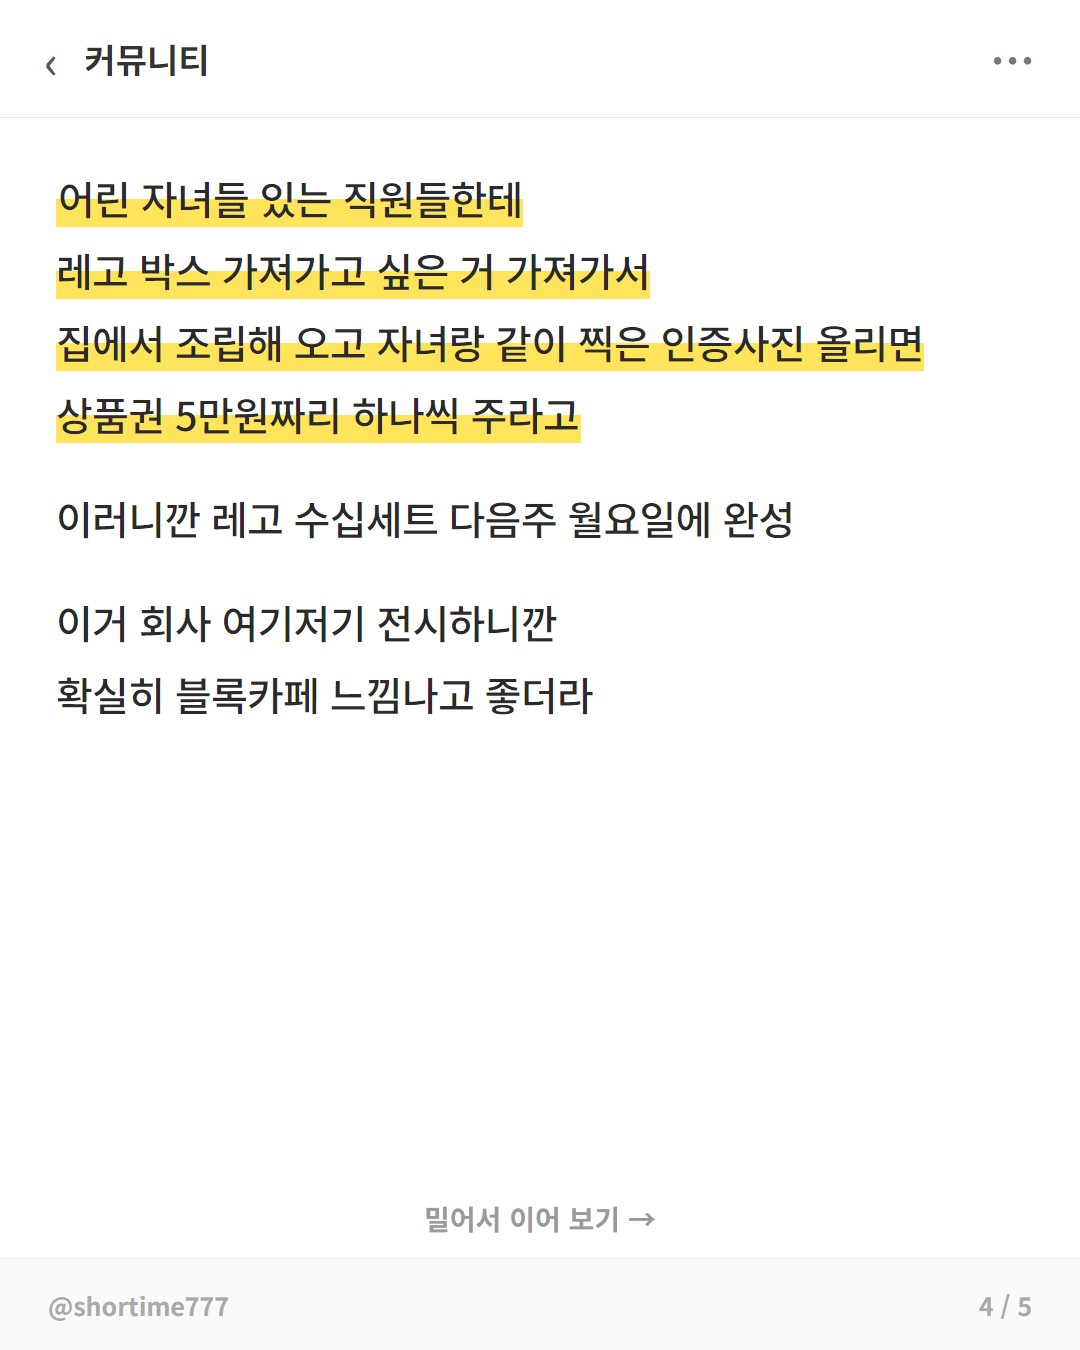 ‹ 커뮤니티 •••
어린 자녀들 있는 직원들한테
레고 박스 가져가고 싶은 거 가져가서
집에서 조립해 오고 자녀랑 같이 찍은 인증사진 올리면
상품권 5만원짜리 하나씩 주라고
이러니깐 레고 수십세트 다음주 월요일에 완성
이거 회사 여기저기 전시하니깐
확실히 블록카페 느낌나고 좋더라
밀어서 이어 보기 →
@shortime777 4 / 5